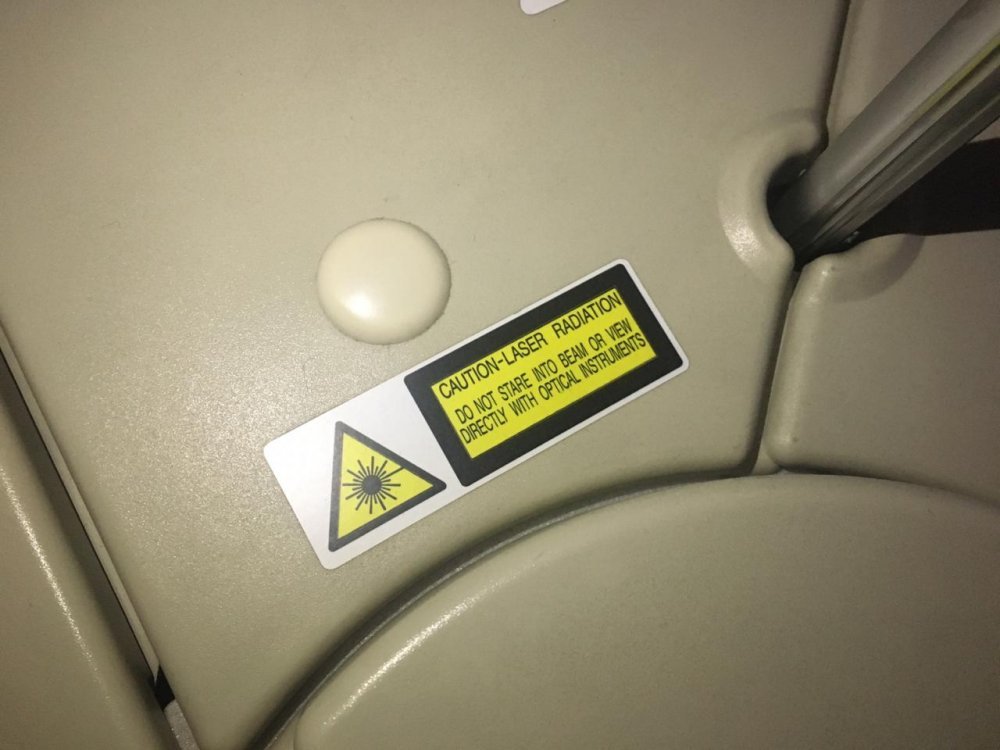 CAUTION-LASER RADIATION
DO NOT STARE INTO BEAM OR VIEW
DIRECTLY WITH OPTICAL INSTRUMENTS